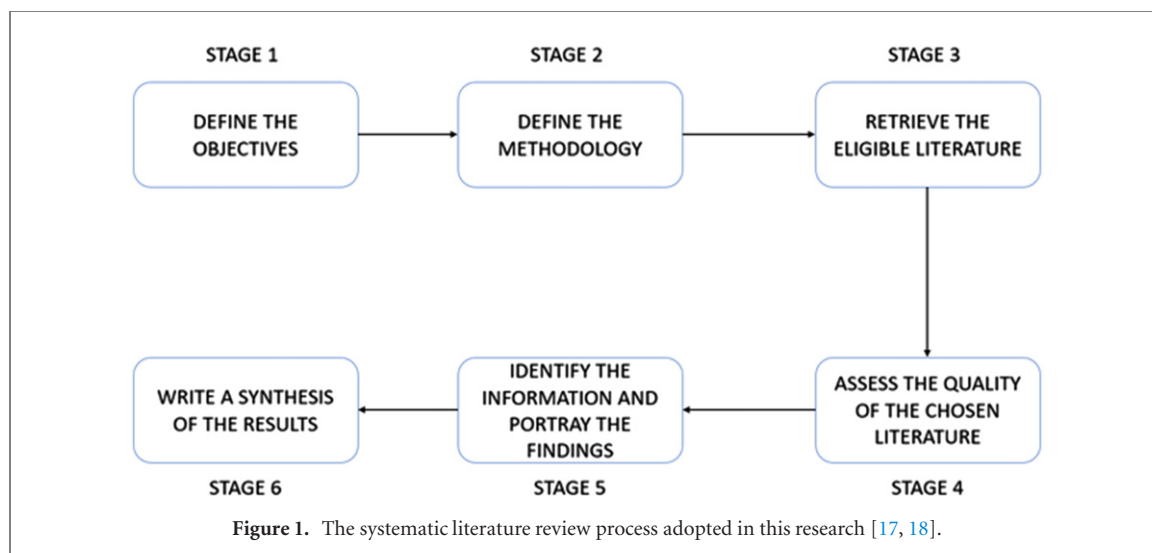 STAGE 1
DEFINE THE
OBJECTIVES
STAGE 2
DEFINE THE
METHODOLOGY
STAGE 3
RETRIEVE THE
ELIGIBLE LITERATURE
ASSESS THE QUALITY
OF THE CHOSEN
LITERATURE
STAGE 4
IDENTIFY THE
INFORMATION AND
PORTRAY THE
FINDINGS
STAGE 5
WRITE A SYNTHESIS
OF THE RESULTS
STAGE 6
Figure 1. The systematic literature review process adopted in this research [17, 18].